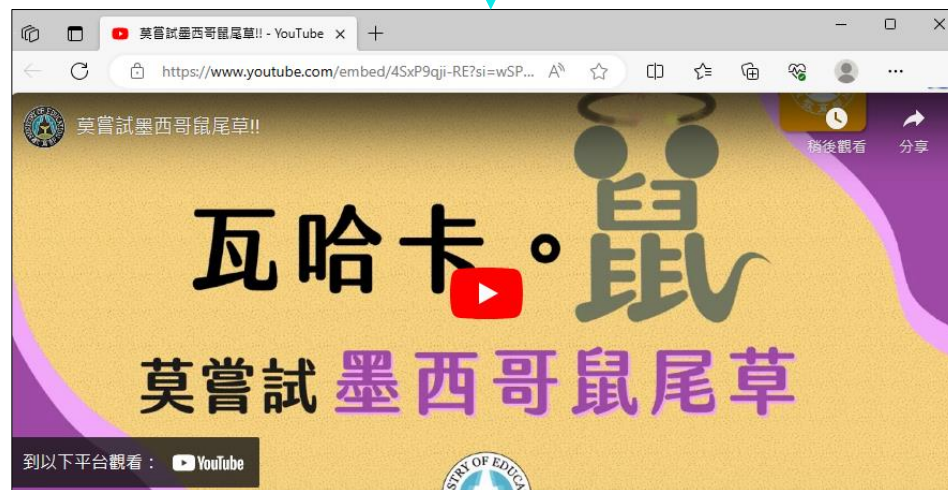 莫嘗試墨西哥鼠尾草!! - YouTube
https://www.youtube.com/embed/4SxP9qji-RE?si=wSP...
莫嘗試墨西哥鼠尾草!!
稍後觀看
分享
瓦哈卡。鼠
莫嘗試墨西哥鼠尾草
到以下平台觀看： YouTube